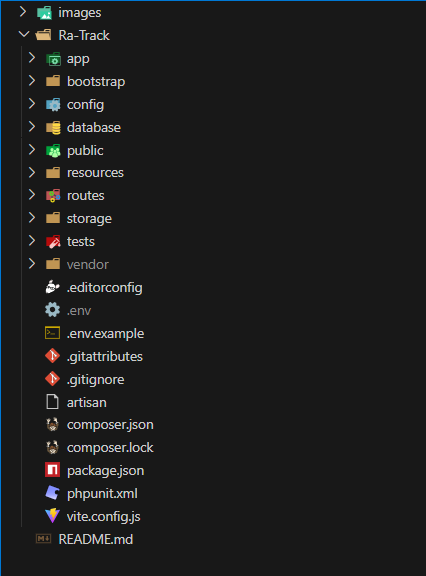 images
Ra-Track
app
bootstrap
config
database
public
resources
routes
storage
tests
vendor
.editorconfig
.env
.env.example
.gitattributes
.gitignore
artisan
composer.json
composer.lock
package.json
phpunit.xml
vite.config.js
README.md